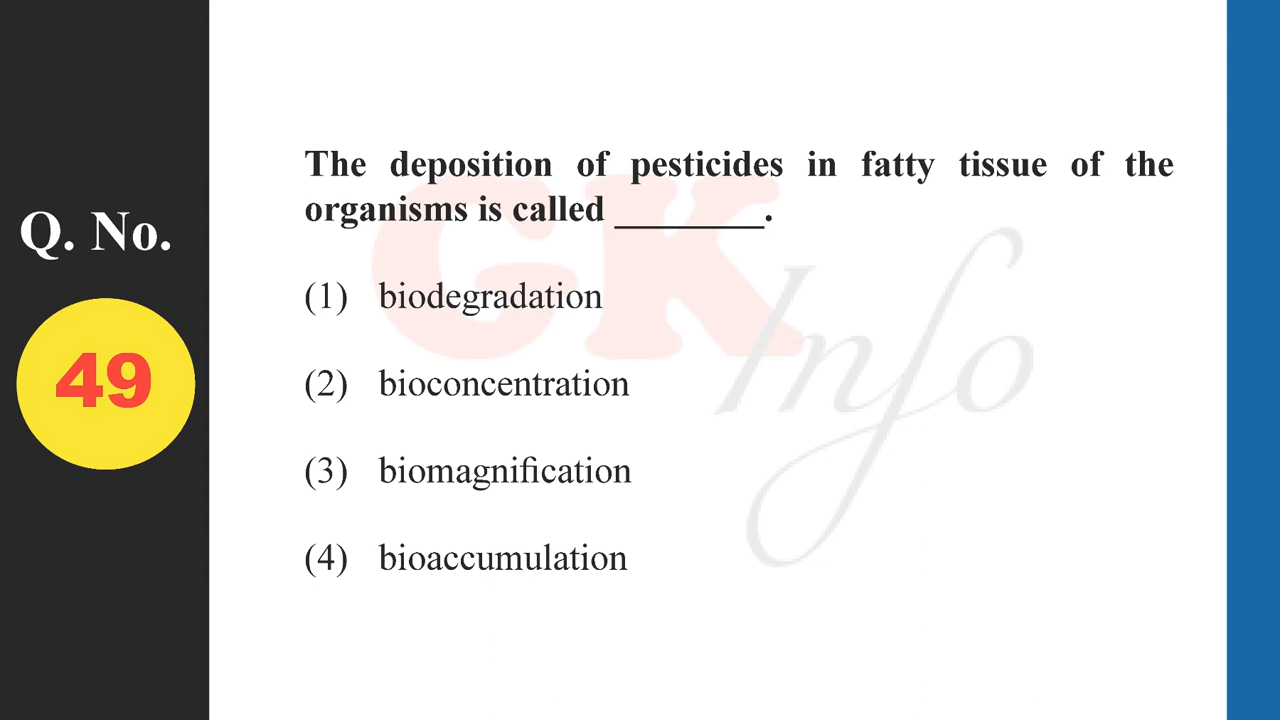 Q. No.
49
The deposition of pesticides in fatty tissue of the
organisms is called ________.
(1) biodegradation
(2) bioconcentration
(3) biomagnification
(4) bioaccumulation
GK
Info